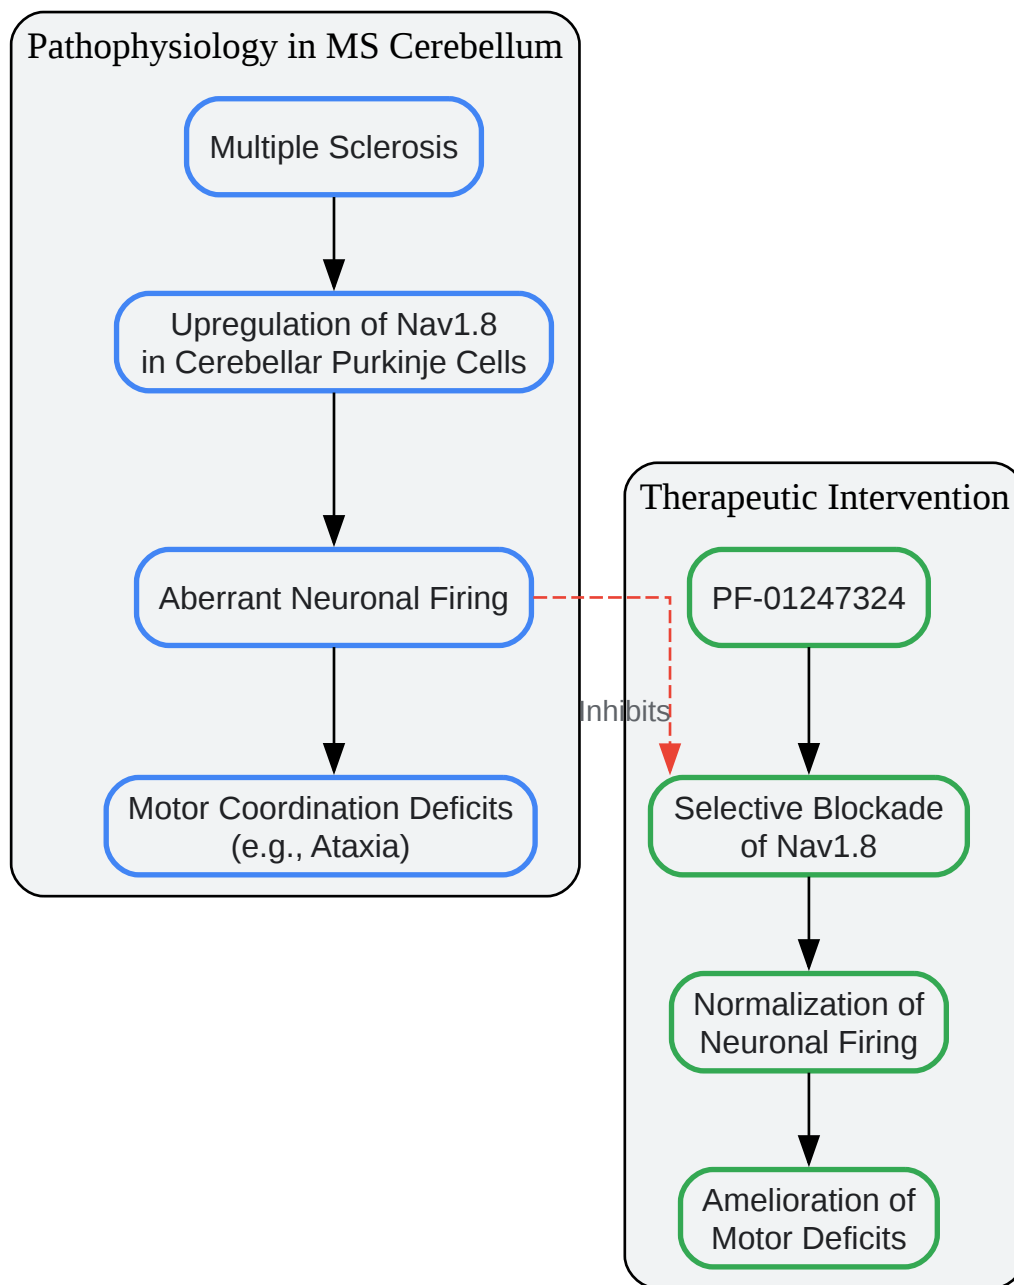 Pathophysiology in MS Cerebellum
Multiple Sclerosis
Upregulation of Nav1.8
in Cerebellar Purkinje Cells
Aberrant Neuronal Firing
Motor Coordination Deficits
(e.g., Ataxia)
Inhibits
Therapeutic Intervention
PF-01247324
Selective Blockade
of Nav1.8
Normalization of
Neuronal Firing
Amelioration of
Motor Deficits